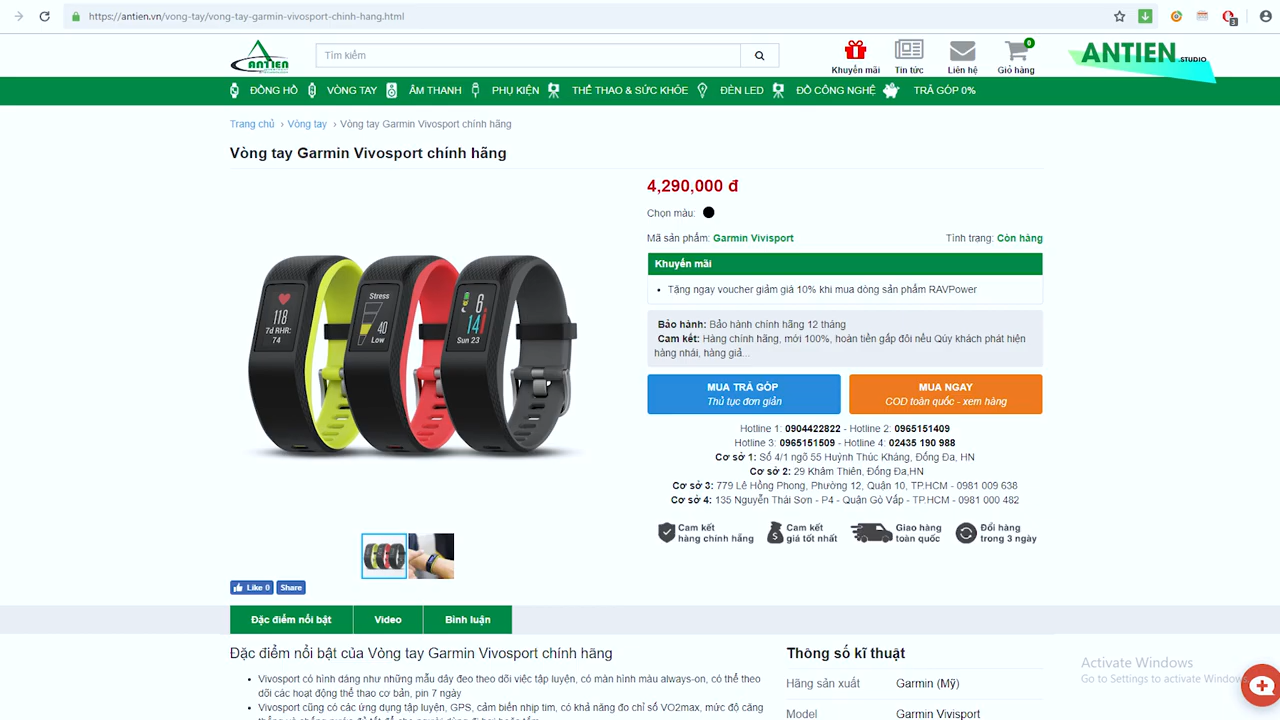 https://antien.vn/vong-tay/vong-tay-garmin-vivosport-chinh-hang.html
3
ANTIEN
Tìm kiếm
0
Khuyến mãi
Tin tức
Liên hệ
Giỏ hàng
ANTIEN.STUDIO
ĐỒNG HỒ
VÒNG TAY
ÂM THANH
PHỤ KIỆN
THỂ THAO & SỨC KHỎE
ĐÈN LED
ĐỒ CÔNG NGHỆ
TRẢ GÓP 0%
Trang chủ › Vòng tay › Vòng tay Garmin Vivosport chính hãng
Vòng tay Garmin Vivosport chính hãng
4,290,000 đ
Chọn màu:
Mã sản phẩm: Garmin Vivisport
Tình trạng: Còn hàng
Khuyến mãi
• Tặng ngay voucher giảm giá 10% khi mua dòng sản phẩm RAVPower
Bảo hành: Bảo hành chính hãng 12 tháng
Cam kết: Hàng chính hãng, mới 100%, hoàn tiền gấp đôi nếu Qúy khách phát hiện
hàng nhái, hàng giả...
MUA TRẢ GÓP
Thủ tục đơn giản
MUA NGAY
COD toàn quốc - xem hàng
Hotline 1: 0904422822 - Hotline 2: 0965151409
Hotline 3: 0965151509 - Hotline 4: 02435 190 988
Cơ sở 1: Số 4/1 ngõ 55 Huỳnh Thúc Kháng, Đống Đa, HN
Cơ sở 2: 29 Khâm Thiên, Đống Đa,HN
Cơ sở 3: 779 Lê Hồng Phong, Phường 12, Quận 10, TP.HCM - 0981 009 638
Cơ sở 4: 135 Nguyễn Thái Sơn - P4 - Quận Gò Vấp - TP.HCM - 0981 000 482
Cam kết
hàng chính hãng
Cam kết
giá tốt nhất
Giao hàng
toàn quốc
Đổi hàng
trong 3 ngày
118
7d RHR:
74
Stress
40
Low
6
14
Sun 23
Like 0
Share
Đặc điểm nổi bật
Video
Bình luận
Đặc điểm nổi bật của Vòng tay Garmin Vivosport chính hãng
• Vivosport có hình dáng như những mẫu dây đeo theo dõi việc tập luyện, có màn hình màu always-on, có thể theo
dõi các hoạt động thể thao cơ bản, pin 7 ngày
• Vivosport cũng có các ứng dụng tập luyện, GPS, cảm biến nhịp tim, có khả năng đo chỉ số VO2max, mức độ căng
Thông số kĩ thuật
Hãng sản xuất
Garmin (Mỹ)
Model
Garmin Vivisport
Activate Windows
Go to Settings to activate Windows